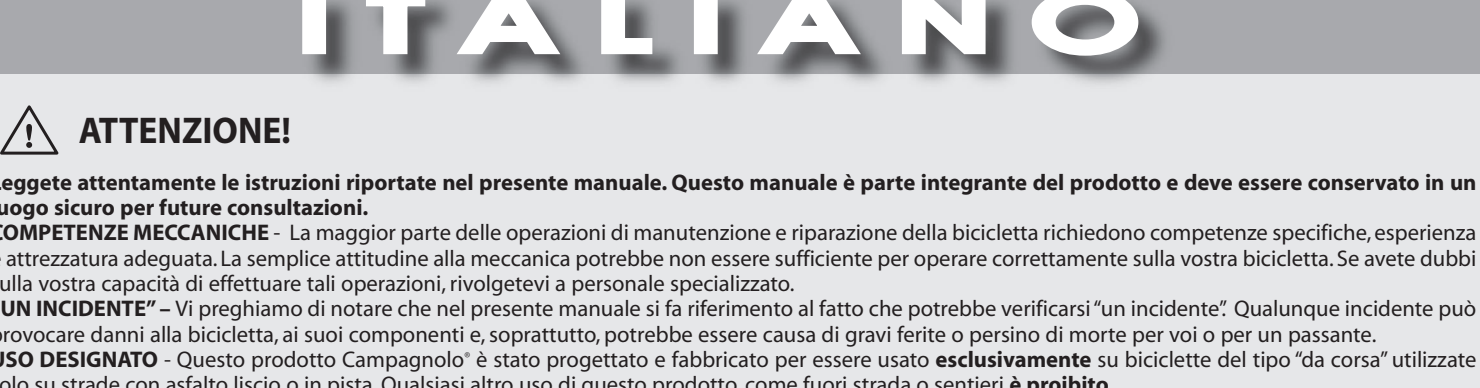 ITALIANO
ATTENZIONE!
Leggete attentamente le istruzioni riportate nel presente manuale. Questo manuale è parte integrante del prodotto e deve essere conservato in un
luogo sicuro per future consultazioni.
COMPETENZE MECCANICHE - La maggior parte delle operazioni di manutenzione e riparazione della bicicletta richiedono competenze specifiche, esperienza
e attrezzatura adeguata. La semplice attitudine alla meccanica potrebbe non essere sufficiente per operare correttamente sulla vostra bicicletta. Se avete dubbi
sulla vostra capacità di effettuare tali operazioni, rivolgetevi a personale specializzato.
"UN INCIDENTE" – Vi preghiamo di notare che nel presente manuale si fa riferimento al fatto che potrebbe verificarsi "un incidente". Qualunque incidente può
provocare danni alla bicicletta, ai suoi componenti e, soprattutto, potrebbe essere causa di gravi ferite o persino di morte per voi o per un passante.
USO DESIGNATO - Questo prodotto Campagnolo® è stato progettato e fabbricato per essere usato esclusivamente su biciclette del tipo "da corsa" utilizzate
solo su strade con asfalto liscio o in pista. Qualsiasi altro uso di questo prodotto, come fuori strada o sentieri è proibito.